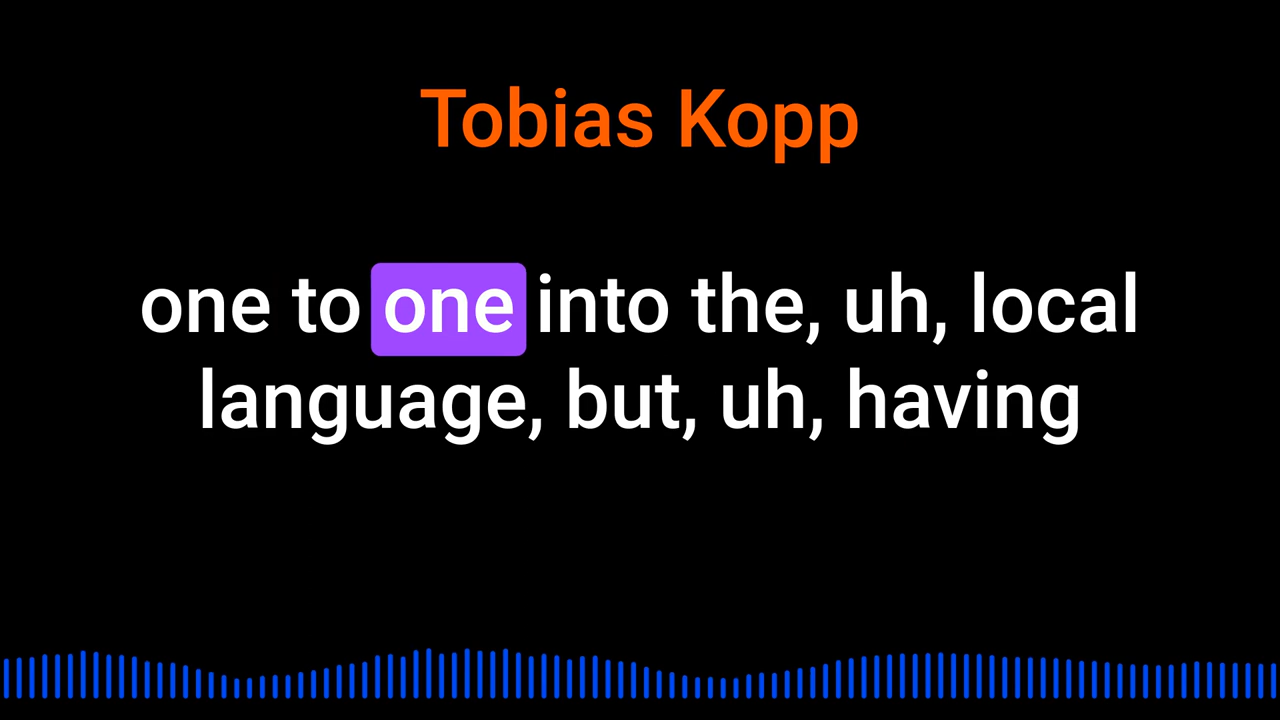 Tobias Kopp
one to one into the, uh, local
language, but, uh, having